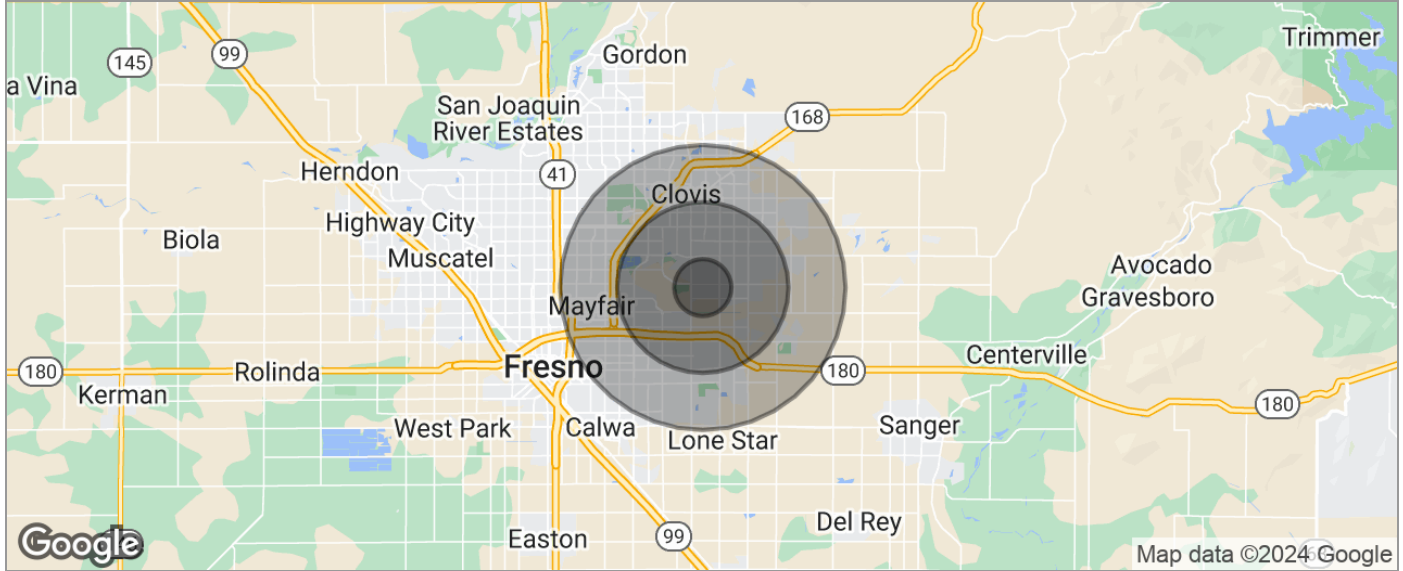 Trimmer
Gordon
99
145
a Vina
San Joaquin
River Estates
168
Herndon
41
Clovis
Highway City
Biola
Muscatel
Avocado
Gravesboro
Mayfair
Centerville
Fresno
180
Rolinda
180
Kerman
180
West Park
Calwa
Lone Star
Sanger
Del Rey
Easton
99
Google
Map data ©2024 Google